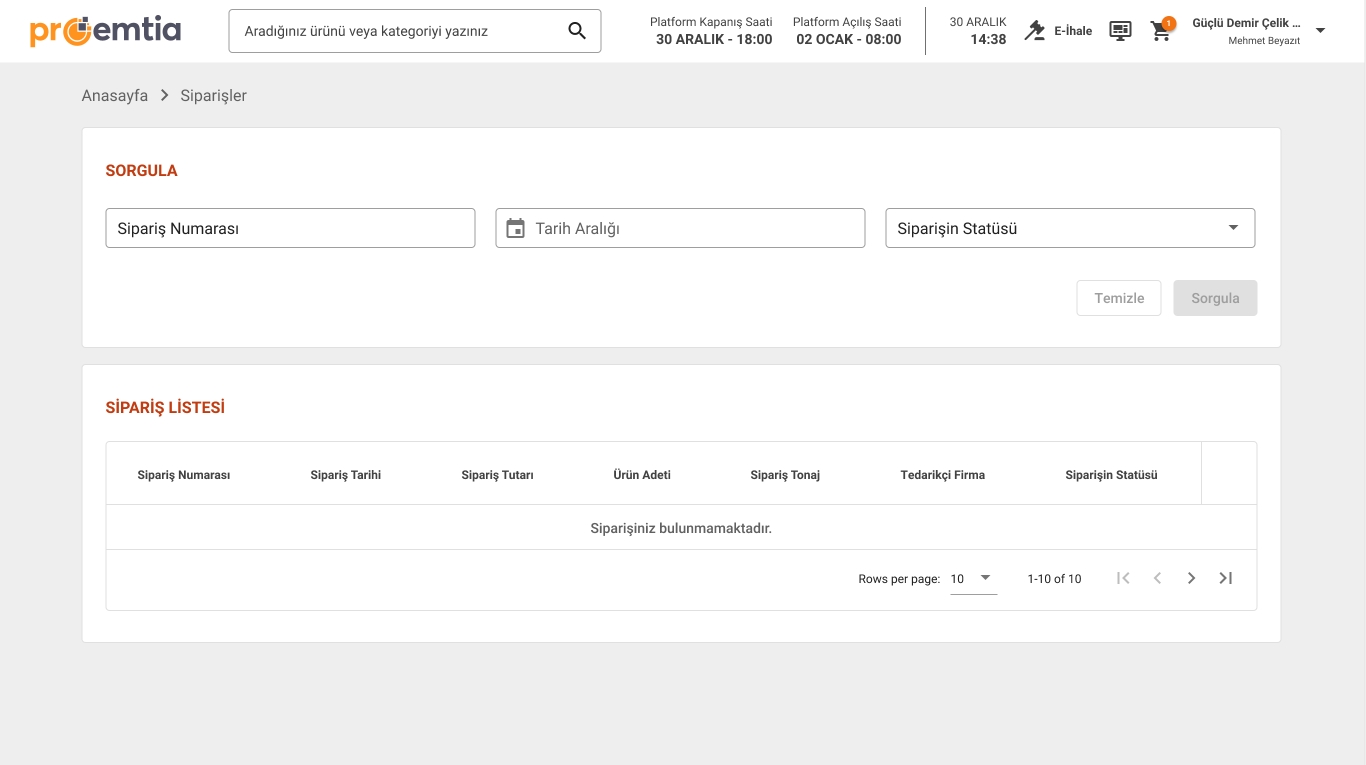 proemtia
Aradığınız ürünü veya kategoriyi yazınız
Platform Kapanış Saati
30 ARALIK - 18:00
Platform Açılış Saati
02 OCAK - 08:00
30 ARALIK
14:38
E-İhale
1
Güçlü Demir Çelik ...
Mehmet Beyazıt
Anasayfa > Siparişler
SORGULA
Sipariş Numarası
Tarih Aralığı
Siparişin Statüsü
Temizle
Sorgula
SİPARİŞ LİSTESİ
Sipariş Numarası Sipariş Tarihi Sipariş Tutarı Ürün Adeti Sipariş Tonaj Tedarikçi Firma Siparişin Statüsü
Siparişiniz bulunmamaktadır.
Rows per page: 10 1-10 of 10